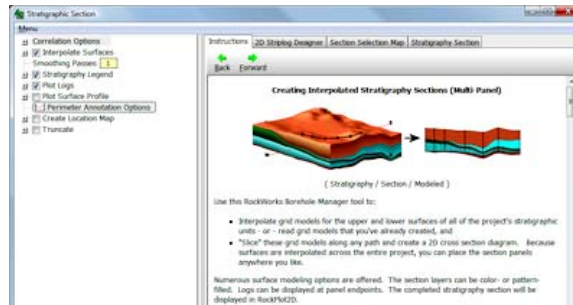 Stratigraphic Section
Menu
Correlation Options
Interpolate Surfaces
Smoothing Passes 1
Stratigraphy Legend
Plot Logs
Plot Surface Profile
Perimeter Annotation Options
Create Location Map
Truncate
Instructions 2D Striplog Designer Section Selection Map Stratigraphy Section
Back Forward
Creating Interpolated Stratigraphy Sections (Multi-Panel)
( Stratigraphy / Section / Modeled )
Use this RockWorks Borehole Manager tool to:
• Interpolate grid models for the upper and lower surfaces of all of the project's stratigraphic
units - or - read grid models that you've already created, and
• "Slice" these grid models along any path and create a 2D cross section diagram. Because
surfaces are interpolated across the entire project, you can place the section panels
anywhere you like.
Numerous surface modeling options are offered. The section layers can be color- or pattern-
filled. Logs can be displayed at panel endpoints. The completed stratigraphy section will be
displayed in RockPlot2D.